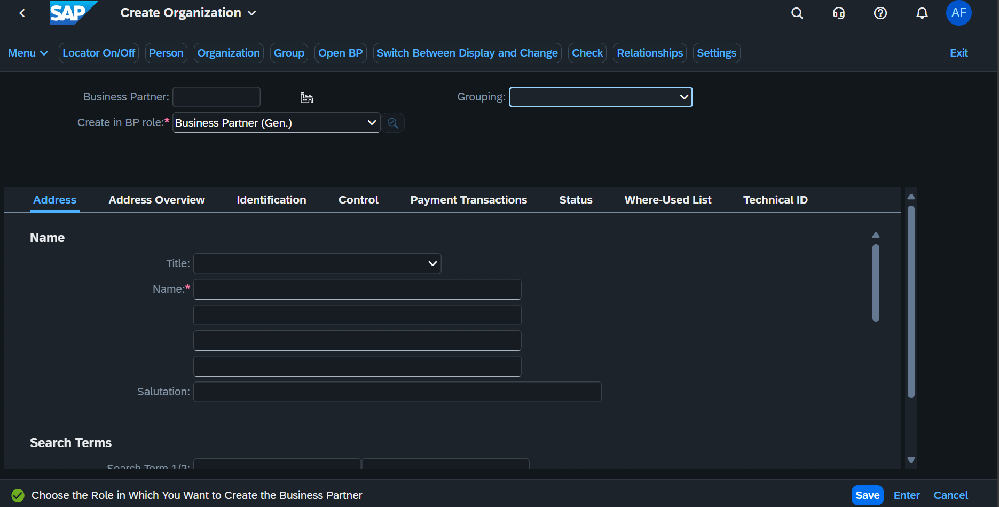 SAP Create Organization AF
Menu Locator On/Off Person Organization Group Open BP Switch Between Display and Change Check Relationships Settings Exit
Business Partner: Grouping:
Create in BP role:* Business Partner (Gen.)
Address Address Overview Identification Control Payment Transactions Status Where-Used List Technical ID
Name
Title:
Name:*
Salutation:
Search Terms
Search Term 1/2:
Choose the Role in Which You Want to Create the Business Partner Save Enter Cancel